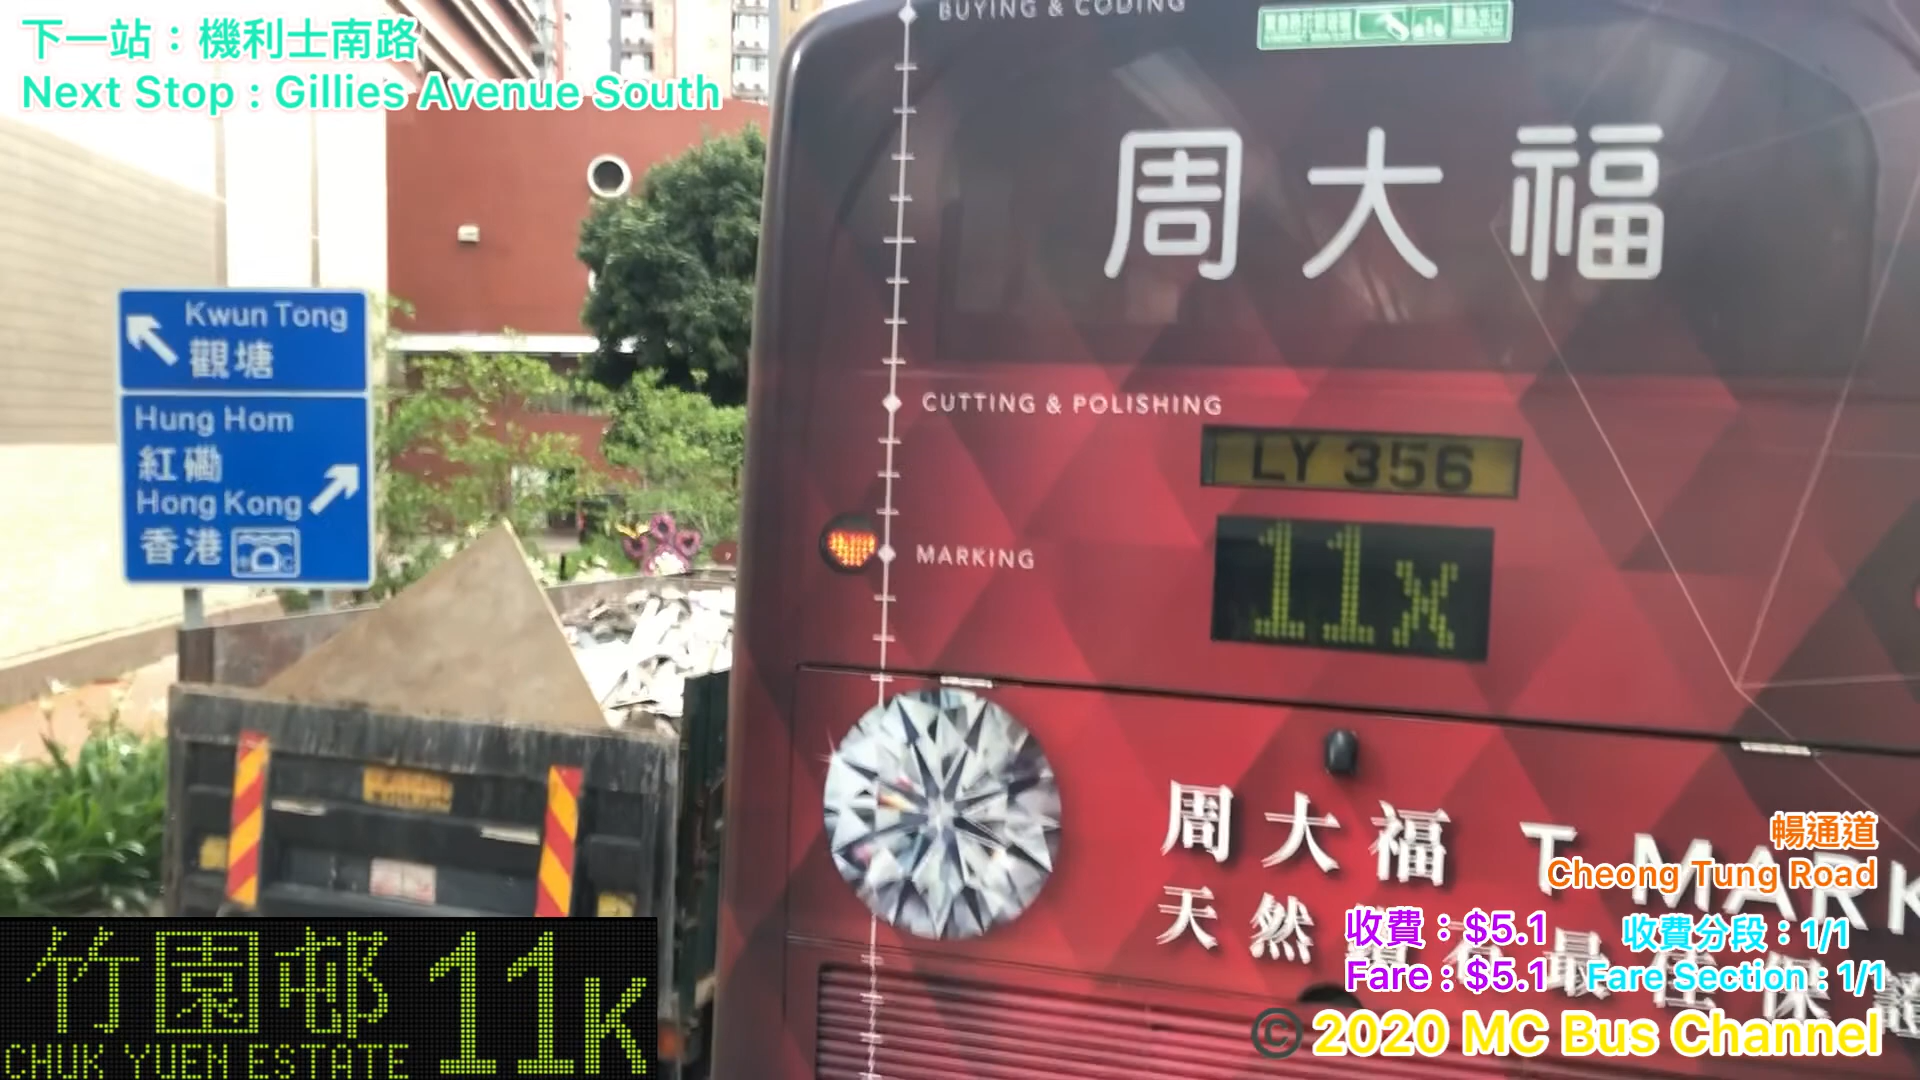 下一站：機利士南路
Next Stop : Gillies Avenue South
BUYING & CODING
周大福
Kwun Tong
觀塘
Hung Hom
紅磡
Hong Kong
香港
CUTTING & POLISHING
LY 356
MARKING
11x
周大福 T MARK
天然
暢通道
Cheong Tung Road
收費：$5.1
收費分段：1/1
Fare : $5.1
Fare Section : 1/1
© 2020 MC Bus Channel
竹園邨 11K
CHUK YUEN ESTATE